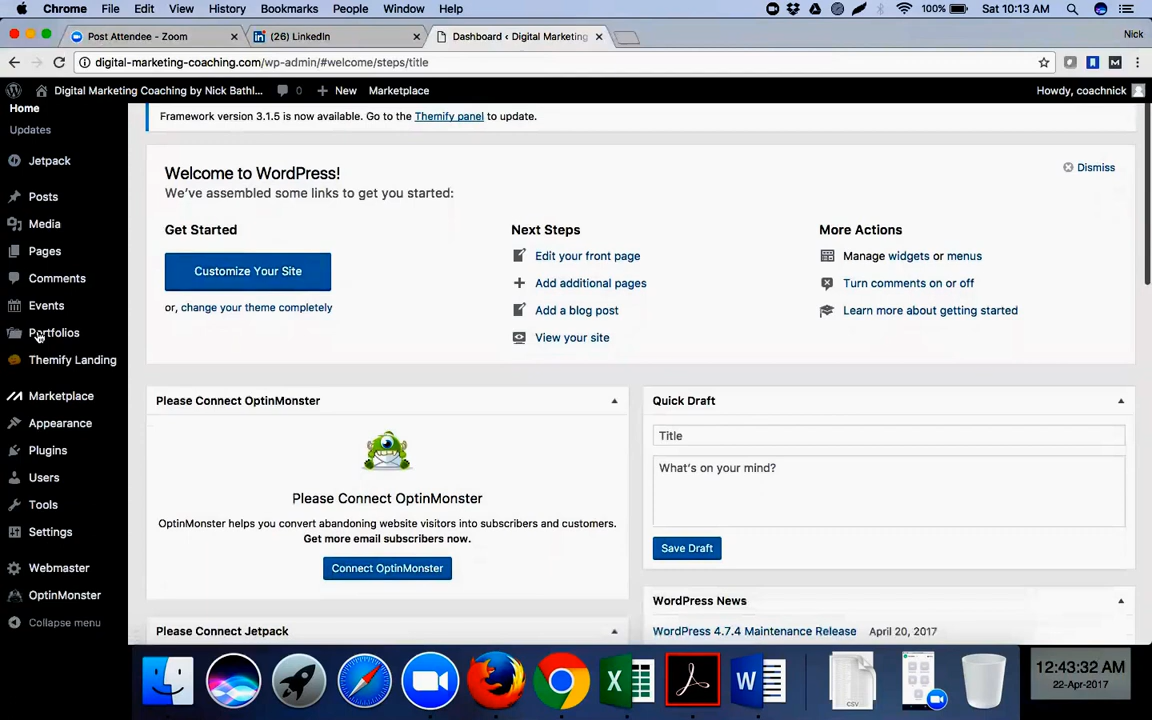 Chrome File Edit View History Bookmarks People Window Help 100% Sat 10:13 AM
Post Attendee - Zoom (26) LinkedIn Dashboard ‹ Digital Marketing Nick
digital-marketing-coaching.com/wp-admin/#welcome/steps/title
Digital Marketing Coaching by Nick Bathl... 0 New Marketplace Howdy, coachnick
Home
Updates
Jetpack
Posts
Media
Pages
Comments
Events
Portfolios
Themify Landing
Marketplace
Appearance
Plugins
Users
Tools
Settings
Webmaster
OptinMonster
Collapse menu
Framework version 3.1.5 is now available. Go to the Themify panel to update.
Welcome to WordPress!
We've assembled some links to get you started:
Dismiss
Get Started
Customize Your Site
or, change your theme completely
Next Steps
Edit your front page
Add additional pages
Add a blog post
View your site
More Actions
Manage widgets or menus
Turn comments on or off
Learn more about getting started
Please Connect OptinMonster
Please Connect OptinMonster
OptinMonster helps you convert abandoning website visitors into subscribers and customers.
Get more email subscribers now.
Connect OptinMonster
Please Connect Jetpack
Quick Draft
Title
What's on your mind?
Save Draft
WordPress News
WordPress 4.7.4 Maintenance Release April 20, 2017
X
W
CSV
12:43:32 AM
22-Apr-2017